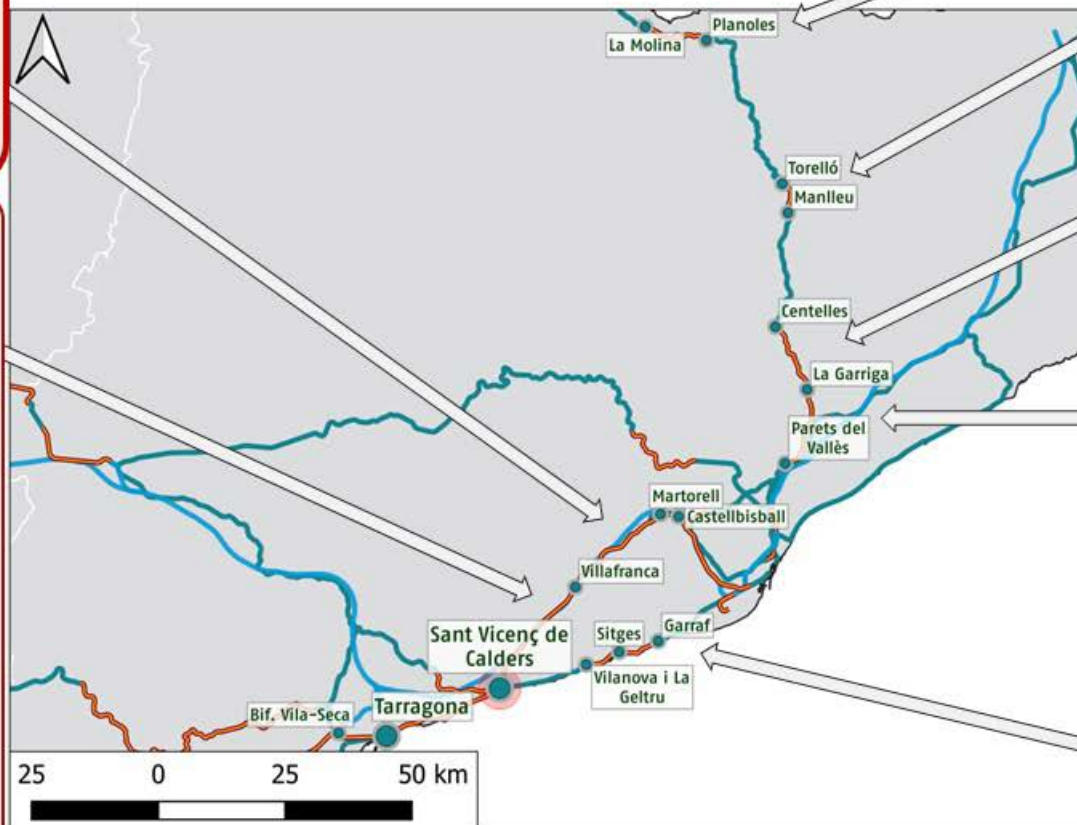 Planoles
La Molina
Torelló
Manlleu
Centelles
La Garriga
Parets del
Vallès
Martorell
Castellbisball
Villafranca
Sant Vicenç de
Calders
Sitges
Garraf
Vilanova i La
Geltru
Bif. Vila-Seca
Tarragona
25 0 25 50 km